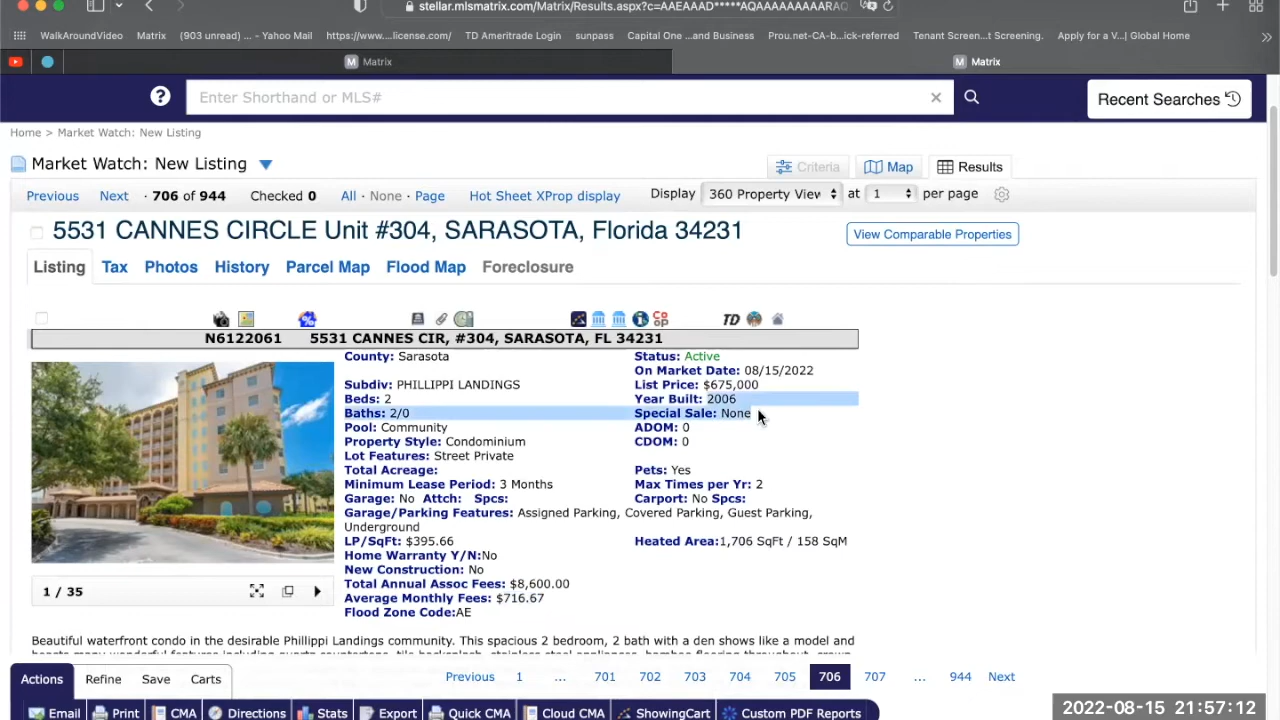 stellar.mlsmatrix.com/Matrix/Results.aspx?c=AAEAAAD*****AQAAAAAAAAARAQ
WalkAroundVideo Matrix (903 unread) ... - Yahoo Mail https://www....license.com/ TD Ameritrade Login sunpass Capital One ...and Business Prou.net-CA-b...ick-referred Tenant Screen...t Screening. Apply for a V...| Global Home
M Matrix M Matrix
? Enter Shorthand or MLS# Recent Searches
Home > Market Watch: New Listing
Market Watch: New Listing Criteria Map Results
Previous Next · 706 of 944 Checked 0 All · None · Page Hot Sheet XProp display Display 360 Property View at 1 per page
5531 CANNES CIRCLE Unit #304, SARASOTA, Florida 34231 View Comparable Properties
Listing Tax Photos History Parcel Map Flood Map Foreclosure
CO OP TD
N6122061 5531 CANNES CIR, #304, SARASOTA, FL 34231
County: Sarasota Status: Active
On Market Date: 08/15/2022
Subdiv: PHILLIPPI LANDINGS List Price: $675,000
Beds: 2 Year Built: 2006
Baths: 2/0 Special Sale: None
Pool: Community ADOM: 0
Property Style: Condominium CDOM: 0
Lot Features: Street Private
Total Acreage: Pets: Yes
Minimum Lease Period: 3 Months Max Times per Yr: 2
Garage: No Attch: Spcs: Carport: No Spcs:
Garage/Parking Features: Assigned Parking, Covered Parking, Guest Parking,
Underground
LP/SqFt: $395.66 Heated Area:1,706 SqFt / 158 SqM
Home Warranty Y/N:No
New Construction: No
Total Annual Assoc Fees: $8,600.00
Average Monthly Fees: $716.67
Flood Zone Code:AE
1 / 35
Beautiful waterfront condo in the desirable Phillippi Landings community. This spacious 2 bedroom, 2 bath with a den shows like a model and
Actions Refine Save Carts Previous 1 ... 701 702 703 704 705 706 707 ... 944 Next
Email Print CMA Directions Stats Export Quick CMA Cloud CMA ShowingCart Custom PDF Reports
2022-08-15 21:57:12